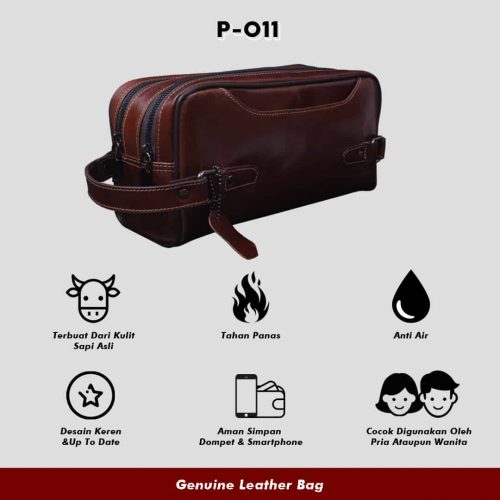 P-011
Terbuat Dari Kulit
Sapi Asli
Tahan Panas
Anti Air
Desain Keren
&Up To Date
Aman Simpan
Dompet & Smartphone
Cocok Digunakan Oleh
Pria Ataupun Wanita
Genuine Leather Bag